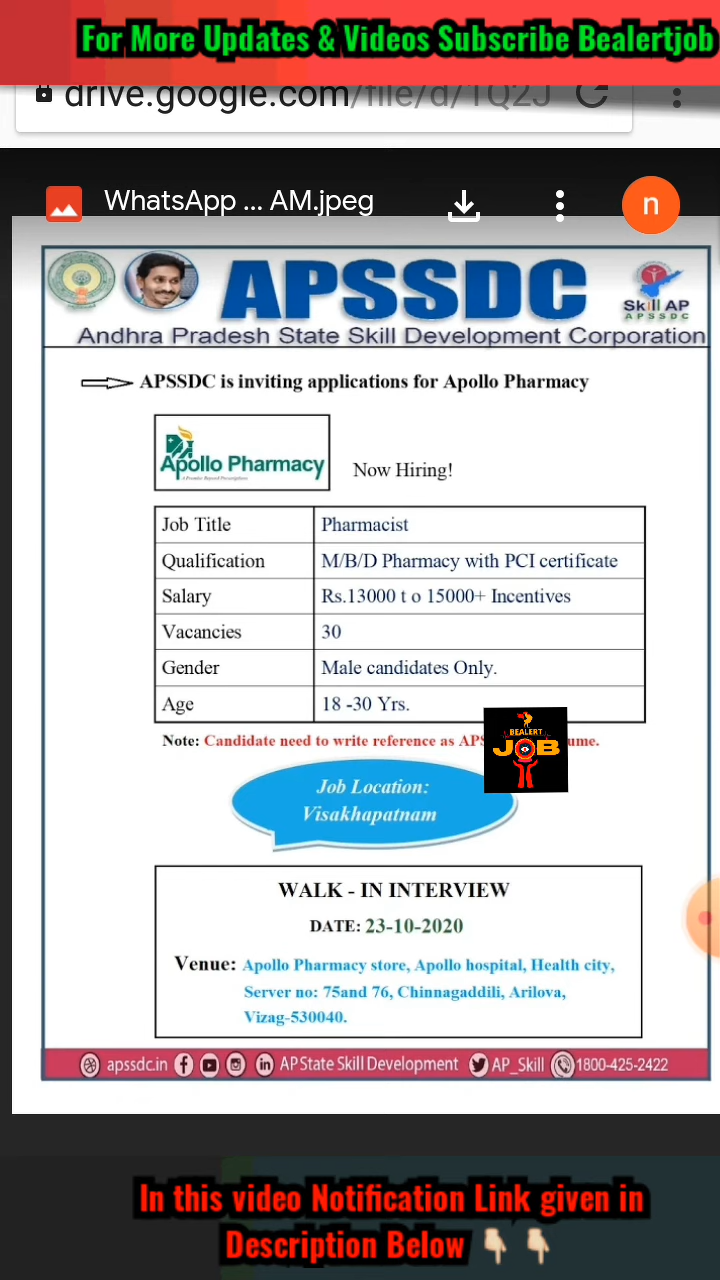 For More Updates & Videos Subscribe Bealertjob
drive.google.com/file/d/1Q2J
WhatsApp ... AM.jpeg
n
APSSDC
Skill AP
APSSDC
Andhra Pradesh State Skill Development Corporation
APSSDC is inviting applications for Apollo Pharmacy
Apollo Pharmacy
Now Hiring!
Job Title Pharmacist
Qualification M/B/D Pharmacy with PCI certificate
Salary Rs.13000 t o 15000+ Incentives
Vacancies 30
Gender Male candidates Only.
Age 18 -30 Yrs.
Note: Candidate need to write reference as
BEALERT
JOB
Job Location:
Visakhapatnam
WALK - IN INTERVIEW
DATE: 23-10-2020
Venue: Apollo Pharmacy store, Apollo hospital, Health city,
Server no: 75and 76, Chinnagaddili, Arilova,
Vizag-530040.
apssdc.in AP State Skill Development AP_Skill 1800-425-2422
In this video Notification Link given in
Description Below 👇🏻 👇🏻